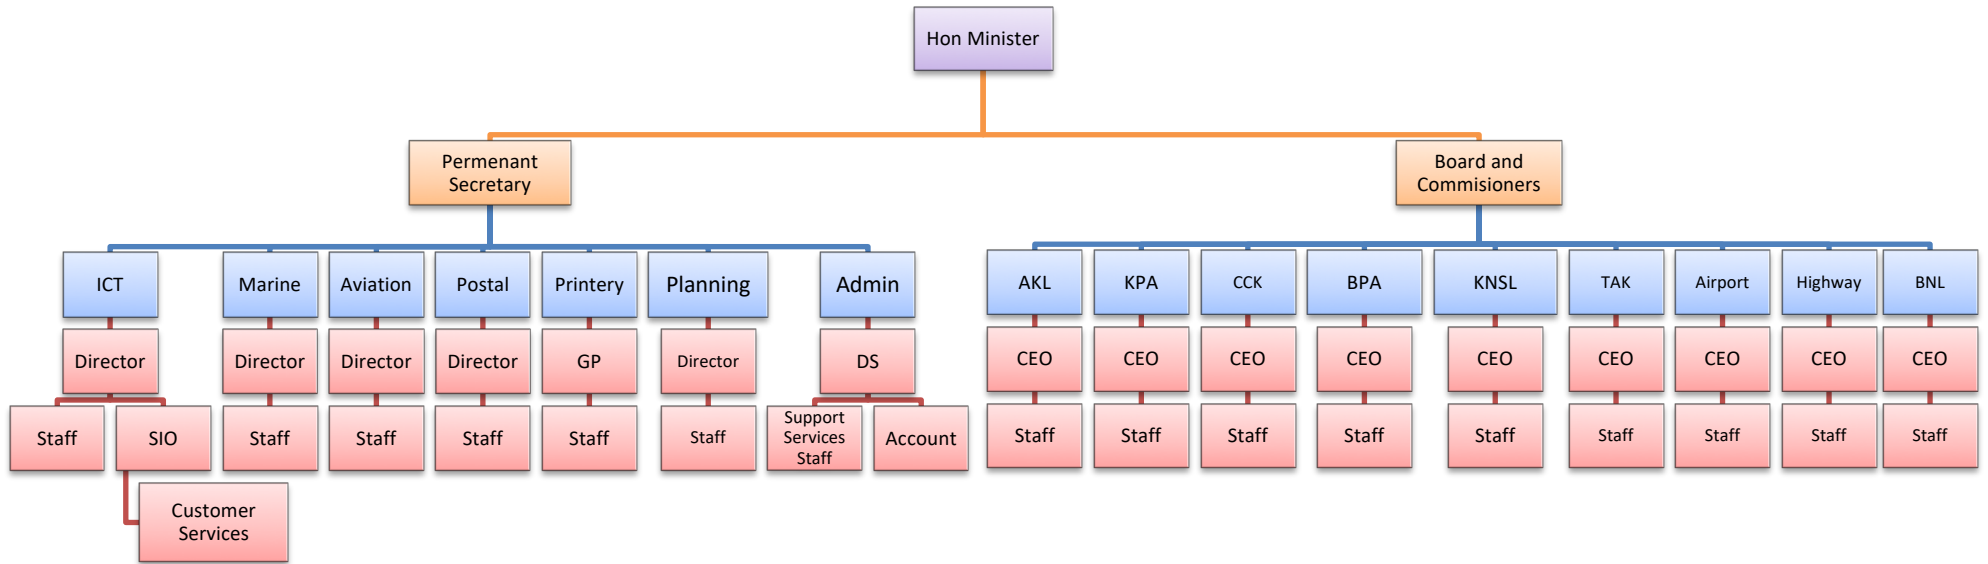 Hon Minister
Permenant
Secretary
Board and
Commisioners
ICT
Marine
Aviation
Postal
Printery
Planning
Admin
AKL
KPA
CCK
BPA
KNSL
TAK
Airport
Highway
BNL
Director
Director
Director
Director
GP
Director
DS
CEO
CEO
CEO
CEO
CEO
CEO
CEO
CEO
CEO
Staff
SIO
Staff
Staff
Staff
Staff
Staff
Support
Services
Staff
Account
Staff
Staff
Staff
Staff
Staff
Staff
Staff
Staff
Staff
Customer
Services